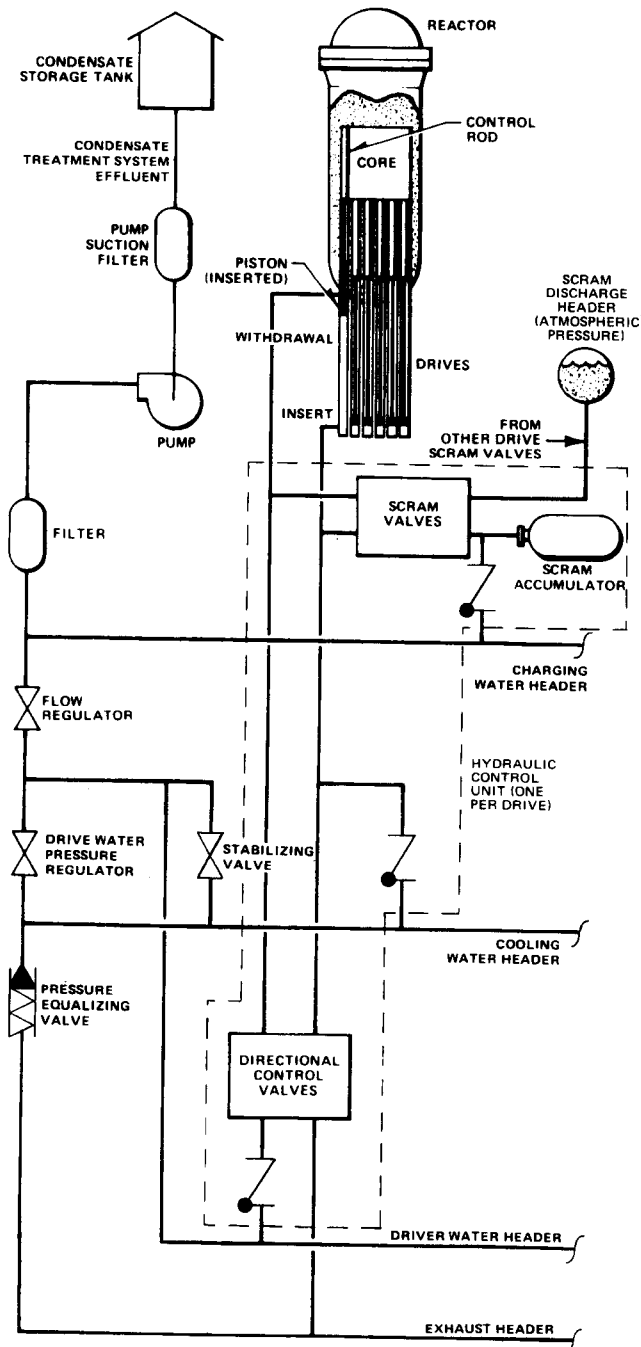 REACTOR
CONDENSATE
STORAGE TANK
CONTROL
ROD
CONDENSATE
TREATMENT SYSTEM
EFFLUENT
CORE
PUMP
SUCTION
FILTER
PISTON
(INSERTED)
SCRAM
DISCHARGE
HEADER
(ATMOSPHERIC
PRESSURE)
WITHDRAWAL
DRIVES
INSERT
PUMP
FROM
OTHER DRIVE
SCRAM VALVES
FILTER
SCRAM
VALVES
SCRAM
ACCUMULATOR
CHARGING
WATER HEADER
FLOW
REGULATOR
HYDRAULIC
CONTROL
UNIT (ONE
PER DRIVE)
DRIVE WATER
PRESSURE
REGULATOR
STABILIZING
VALVE
COOLING
WATER HEADER
PRESSURE
EQUALIZING
VALVE
DIRECTIONAL
CONTROL
VALVES
DRIVER WATER HEADER
EXHAUST HEADER